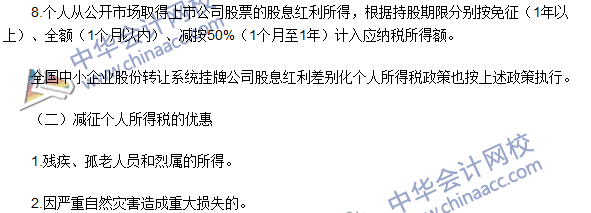 8.个人从公开市场取得上市公司股票的股息红利所得，根据持股期限分别按免征（1年以
上）、全额（1个月以内）、减按50%（1个月至1年）计入应纳税所得额。
全国中小企业股份转让系统挂牌公司股息红利差别化个人所得税政策也按上述政策执行。
（二）减征个人所得税的优惠
1.残疾、孤老人员和烈属的所得。
2.因严重自然灾害造成重大损失的。
中华会计网校
www.chinaacc.com
中华会计网校
www.chinaacc.com